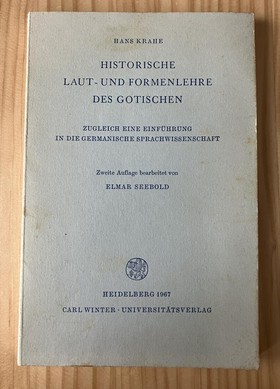 HANS KRAHE
HISTORISCHE
LAUT- UND FORMENLEHRE
DES GOTISCHEN
ZUGLEICH EINE EINFÜHRUNG
IN DIE GERMANISCHE SPRACHWISSENSCHAFT
Zweite Auflage bearbeitet von
ELMAR SEEBOLD
HEIDELBERG 1967
CARL WINTER · UNIVERSITÄTSVERLAG